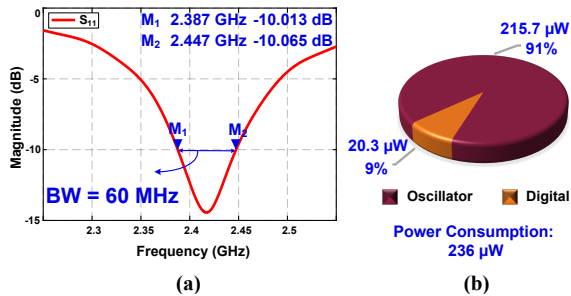 S11
M1 2.387 GHz -10.013 dB
M2 2.447 GHz -10.065 dB
0
-5
-10
-15
Magnitude (dB)
M1
M2
BW = 60 MHz
2.3
2.35
2.4
2.45
2.5
Frequency (GHz)
(a)
215.7 µW
91%
20.3 µW
9%
Oscillator
Digital
Power Consumption:
236 µW
(b)